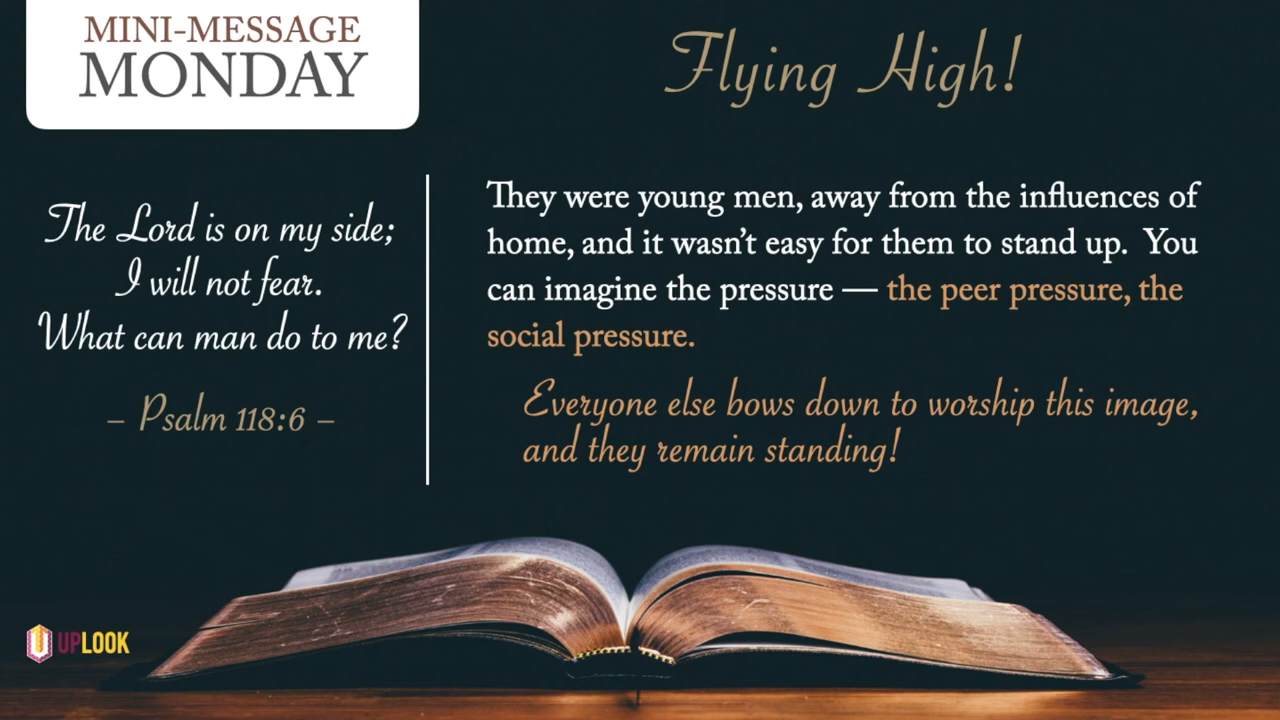 MINI-MESSAGE
MONDAY
Flying High!
The Lord is on my side;
I will not fear.
What can man do to me?
– Psalm 118:6 –
They were young men, away from the influences of
home, and it wasn’t easy for them to stand up.  You
can imagine the pressure — the peer pressure, the
social pressure.
Everyone else bows down to worship this image,
and they remain standing!
UPLOOK